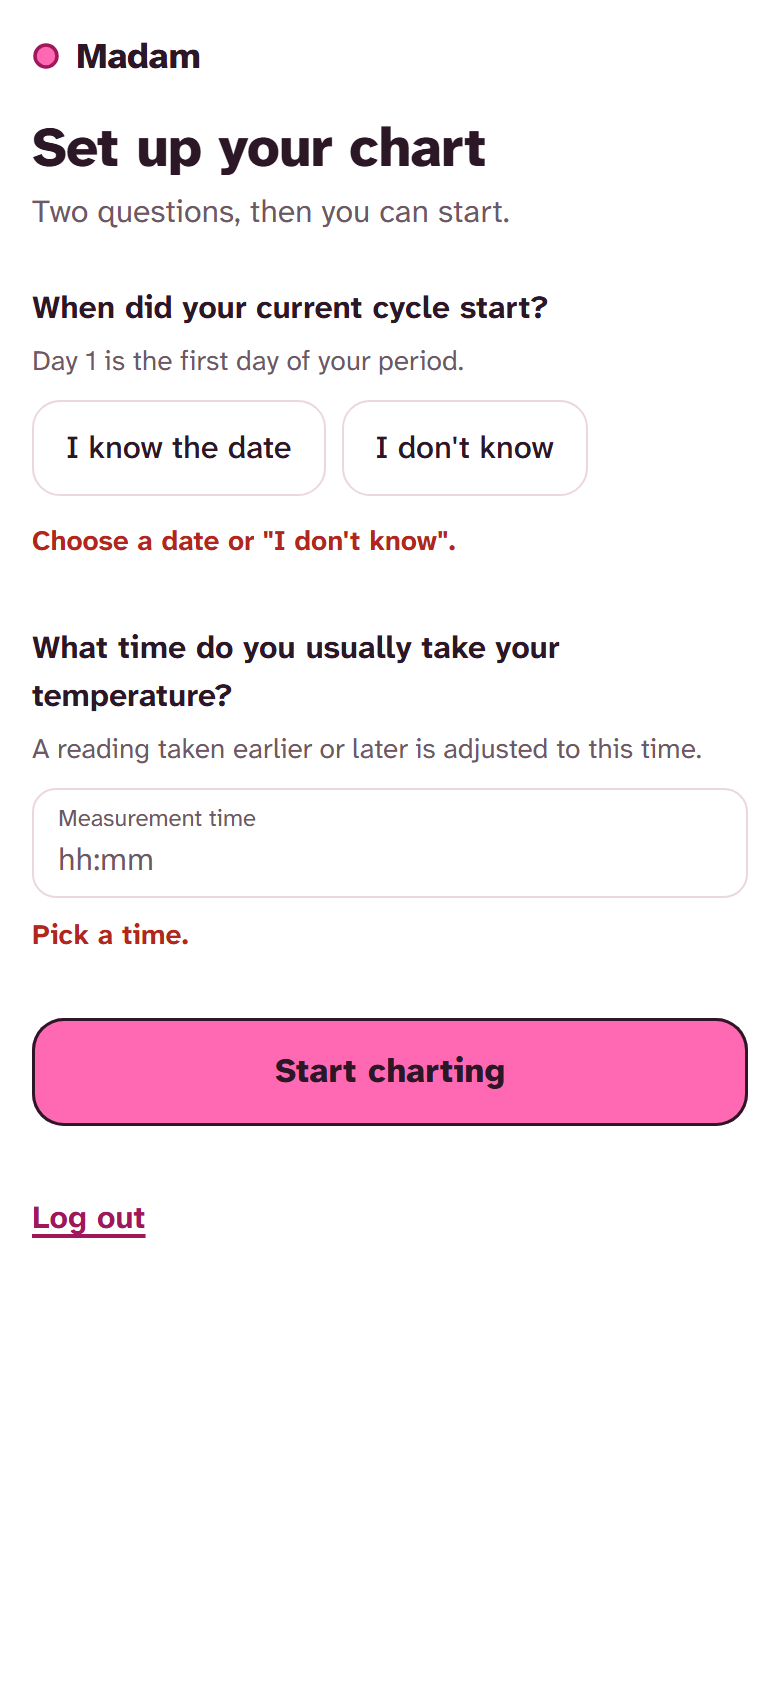 Madam
Set up your chart
Two questions, then you can start.
When did your current cycle start?
Day 1 is the first day of your period.
I know the date
I don't know
Choose a date or "I don't know".
What time do you usually take your
temperature?
A reading taken earlier or later is adjusted to this time.
Measurement time
hh:mm
Pick a time.
Start charting
Log out